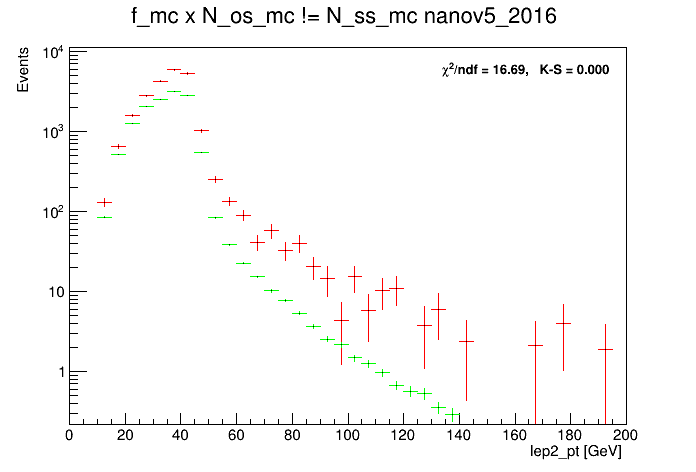 f_mc x N_os_mc != N_ss_mc nanov5_2016
Events
χ²/ndf = 16.69, K-S = 0.000
10⁴
10³
10²
10
1
0 20 40 60 80 100 120 140 160 180 200
lep2_pt [GeV]